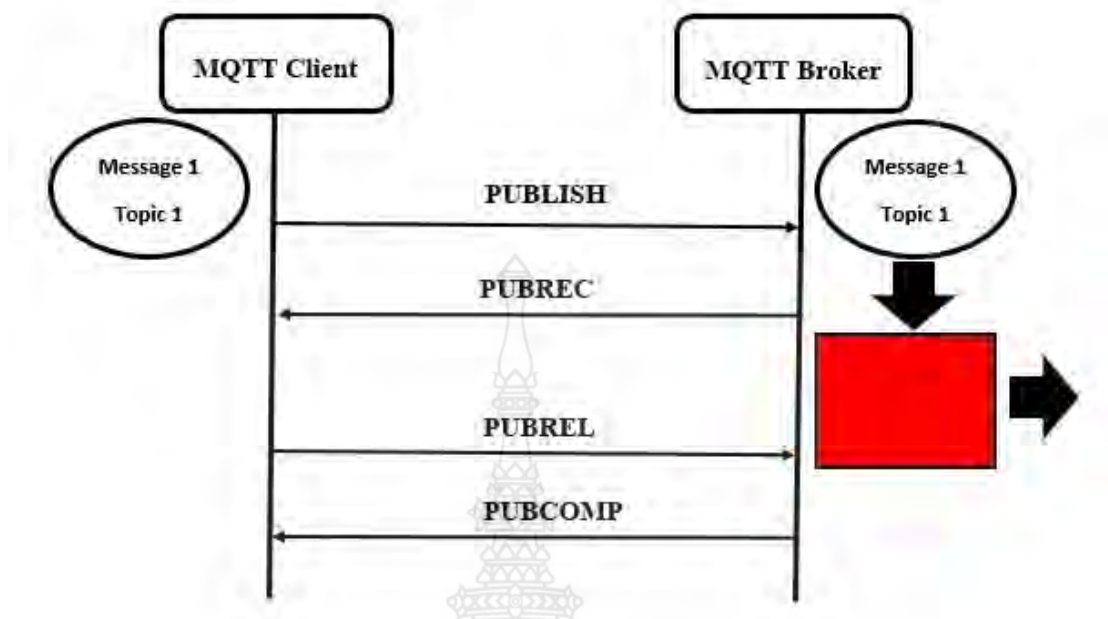 MQTT Client
MQTT Broker
Message 1
Topic 1
Message 1
Topic 1
PUBLISH
PUBREC
PUBREL
PUBCOMP